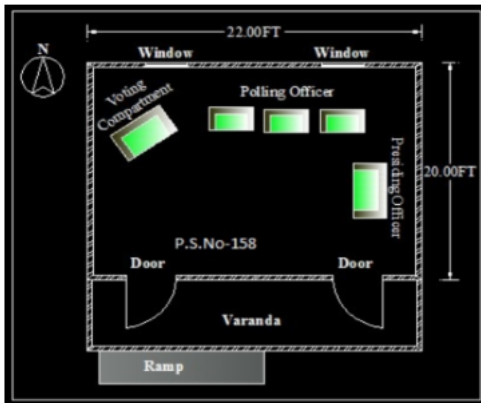 22.00FT
N
Window
Window
Voting
Compartment
Polling Officer
Presiding Officer
20.00FT
P.S.No-158
Door
Door
Varanda
Ramp